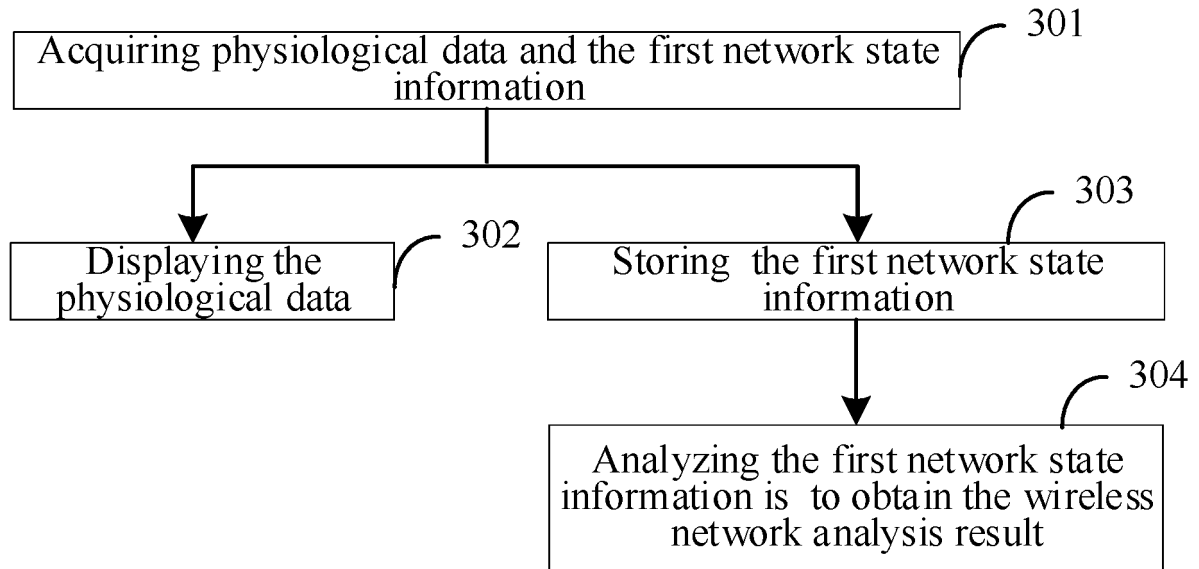 301
Acquiring physiological data and the first network state
information
303
302
Displaying the
physiological data
Storing the first network state
information
304
Analyzing the first network state
information is to obtain the wireless
network analysis result